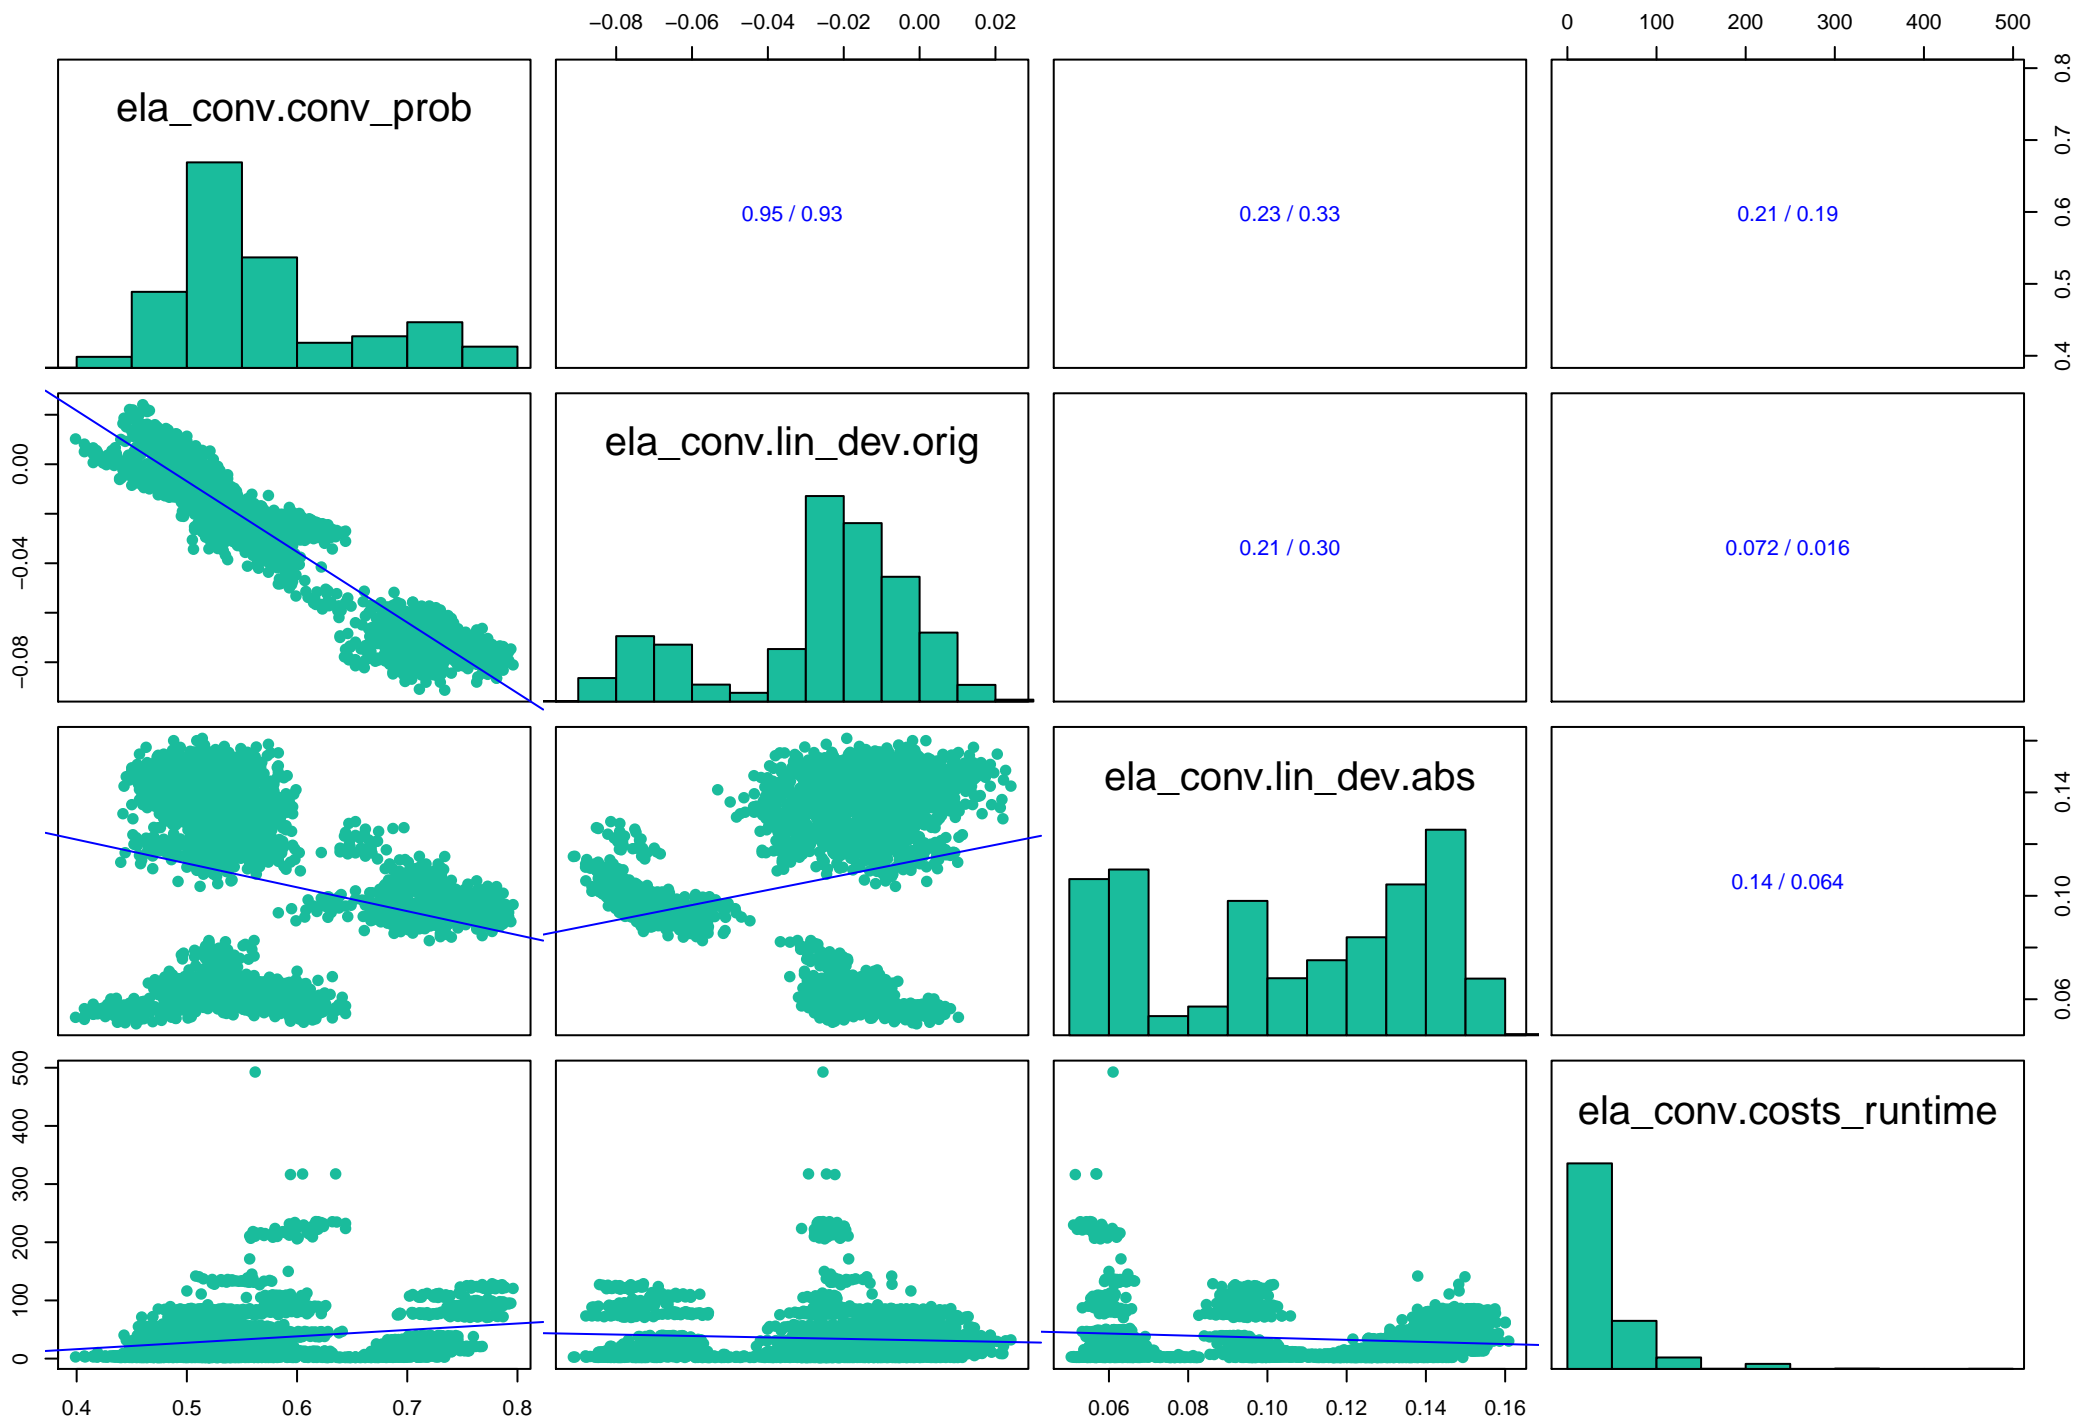 −0.08 −0.06 −0.04 −0.02 0.00 0.02
0 100 200 300 400 500
ela_conv.conv_prob
0.95 / 0.93
0.23 / 0.33
0.21 / 0.19
0.4 0.5 0.6 0.7 0.8
−0.08 −0.04 0.00
ela_conv.lin_dev.orig
0.21 / 0.30
0.072 / 0.016
ela_conv.lin_dev.abs
0.14 / 0.064
0.06 0.10 0.14
0 100 200 300 400 500
ela_conv.costs_runtime
0.4 0.5 0.6 0.7 0.8
0.06 0.08 0.10 0.12 0.14 0.16